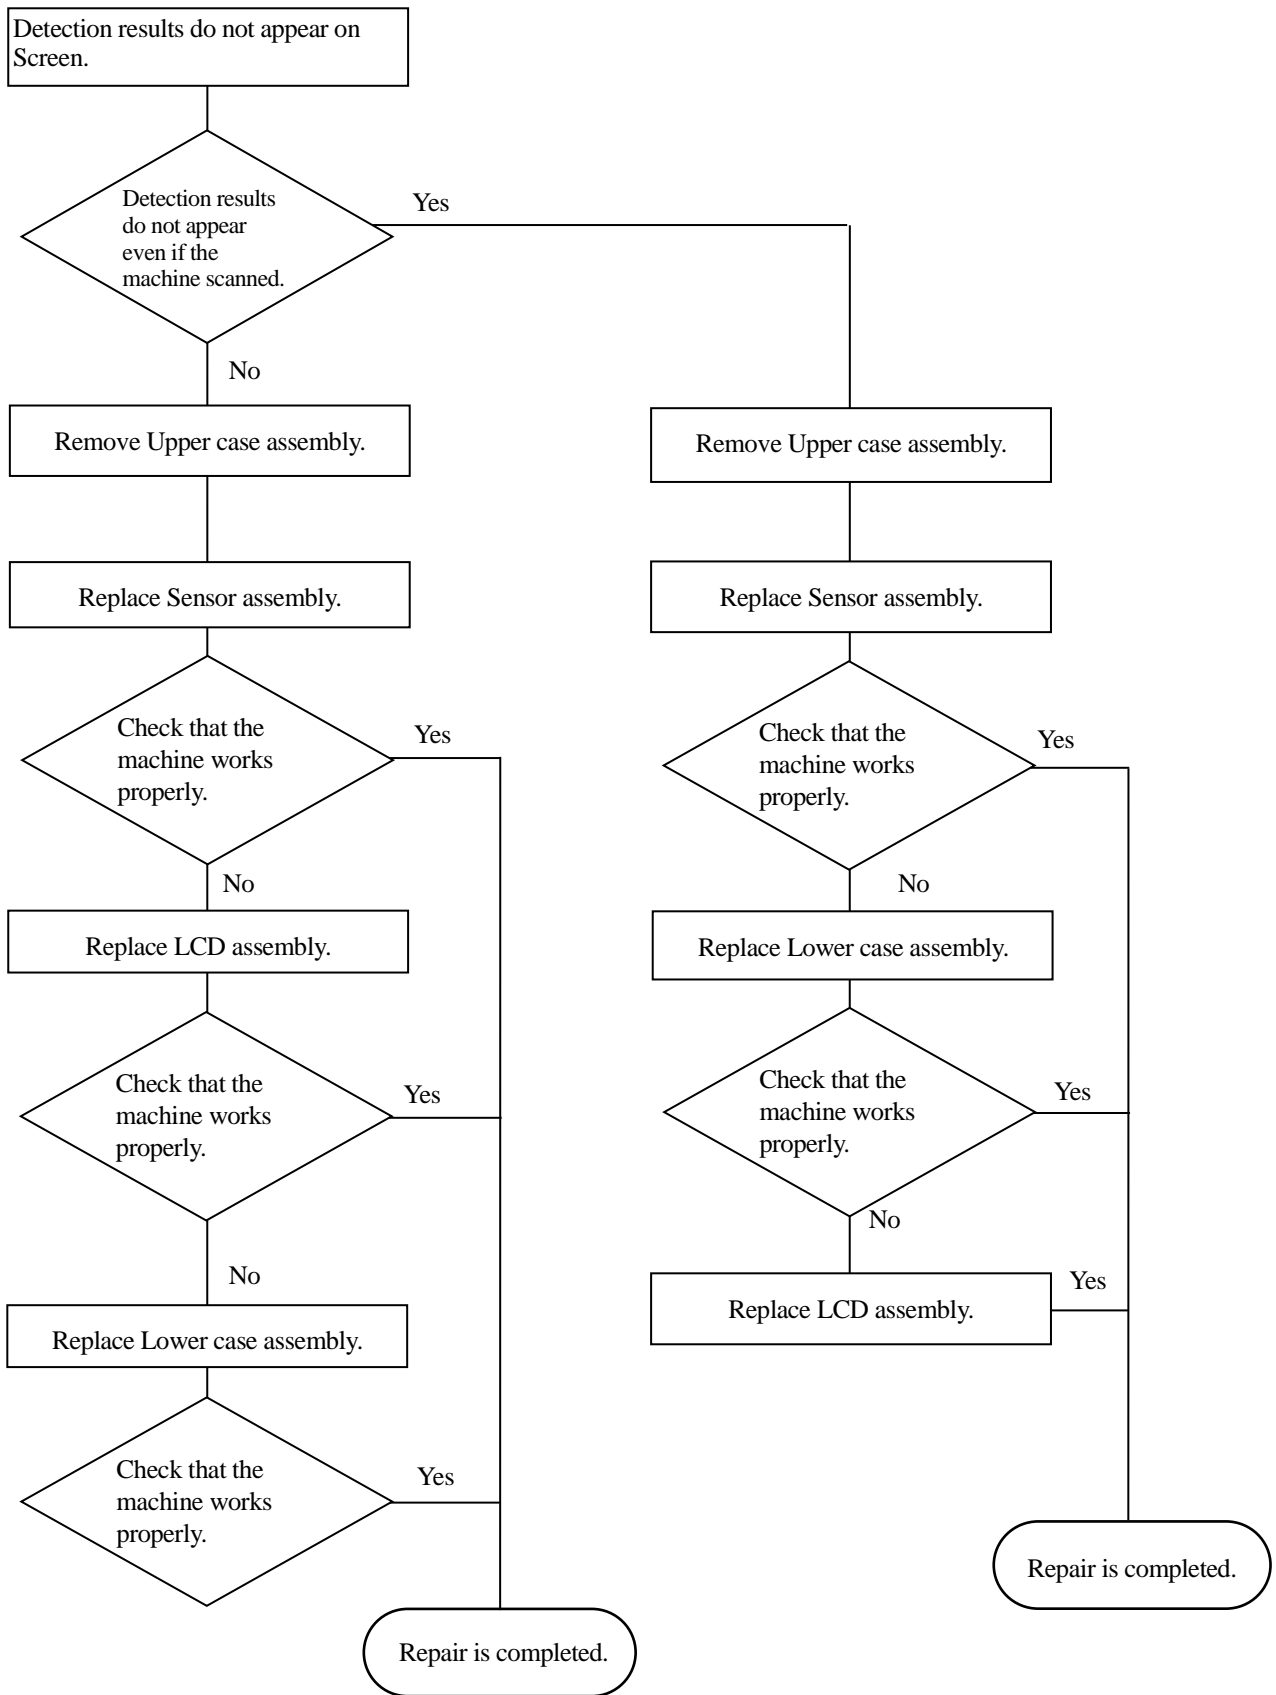 Detection results do not appear on
Screen.
Detection results
do not appear
even if the
machine scanned.
Yes
No
Remove Upper case assembly.
Replace Sensor assembly.
Check that the
machine works
properly.
Yes
No
Replace LCD assembly.
Check that the
machine works
properly.
Yes
No
Replace Lower case assembly.
Check that the
machine works
properly.
Yes
Repair is completed.
Remove Upper case assembly.
Replace Sensor assembly.
Check that the
machine works
properly.
Yes
No
Replace Lower case assembly.
Check that the
machine works
properly.
Yes
No
Replace LCD assembly.
Yes
Repair is completed.